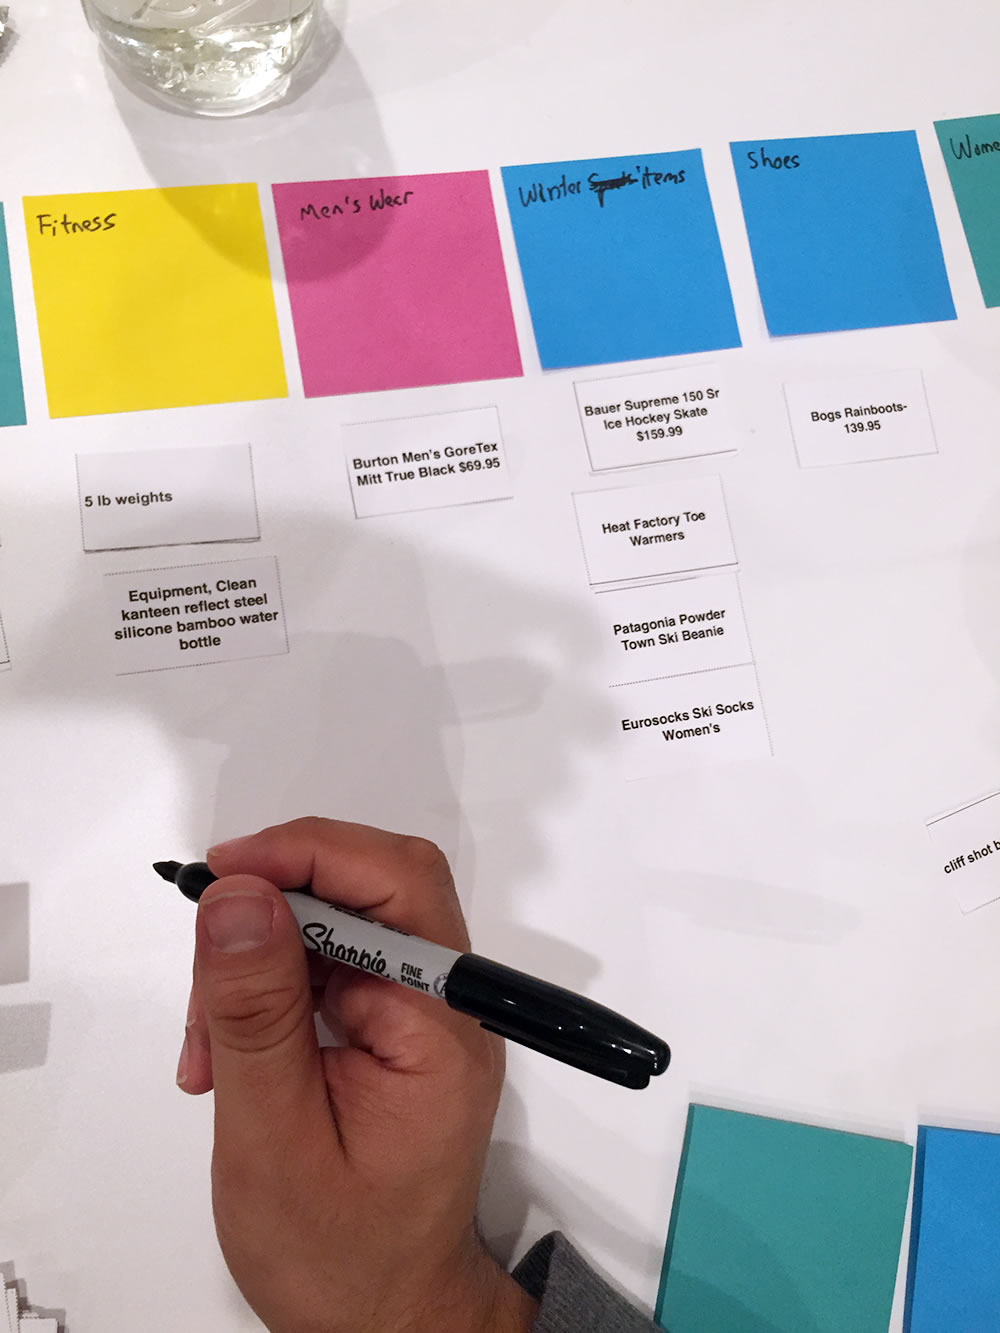 Fitness
Men's Wear
Winter items
Shoes
5 lb weights
Equipment, Clean
kanteen reflect steel
silicone bamboo water
bottle
Burton Men's GoreTex
Mitt True Black $69.95
Bauer Supreme 150 Sr
Ice Hockey Skate
$159.99
Heat Factory Toe
Warmers
Patagonia Powder
Town Ski Beanie
Eurosocks Ski Socks
Women's
Bogs Rainboots-
139.95
cliff shot
Sharpie
FINE
POINT